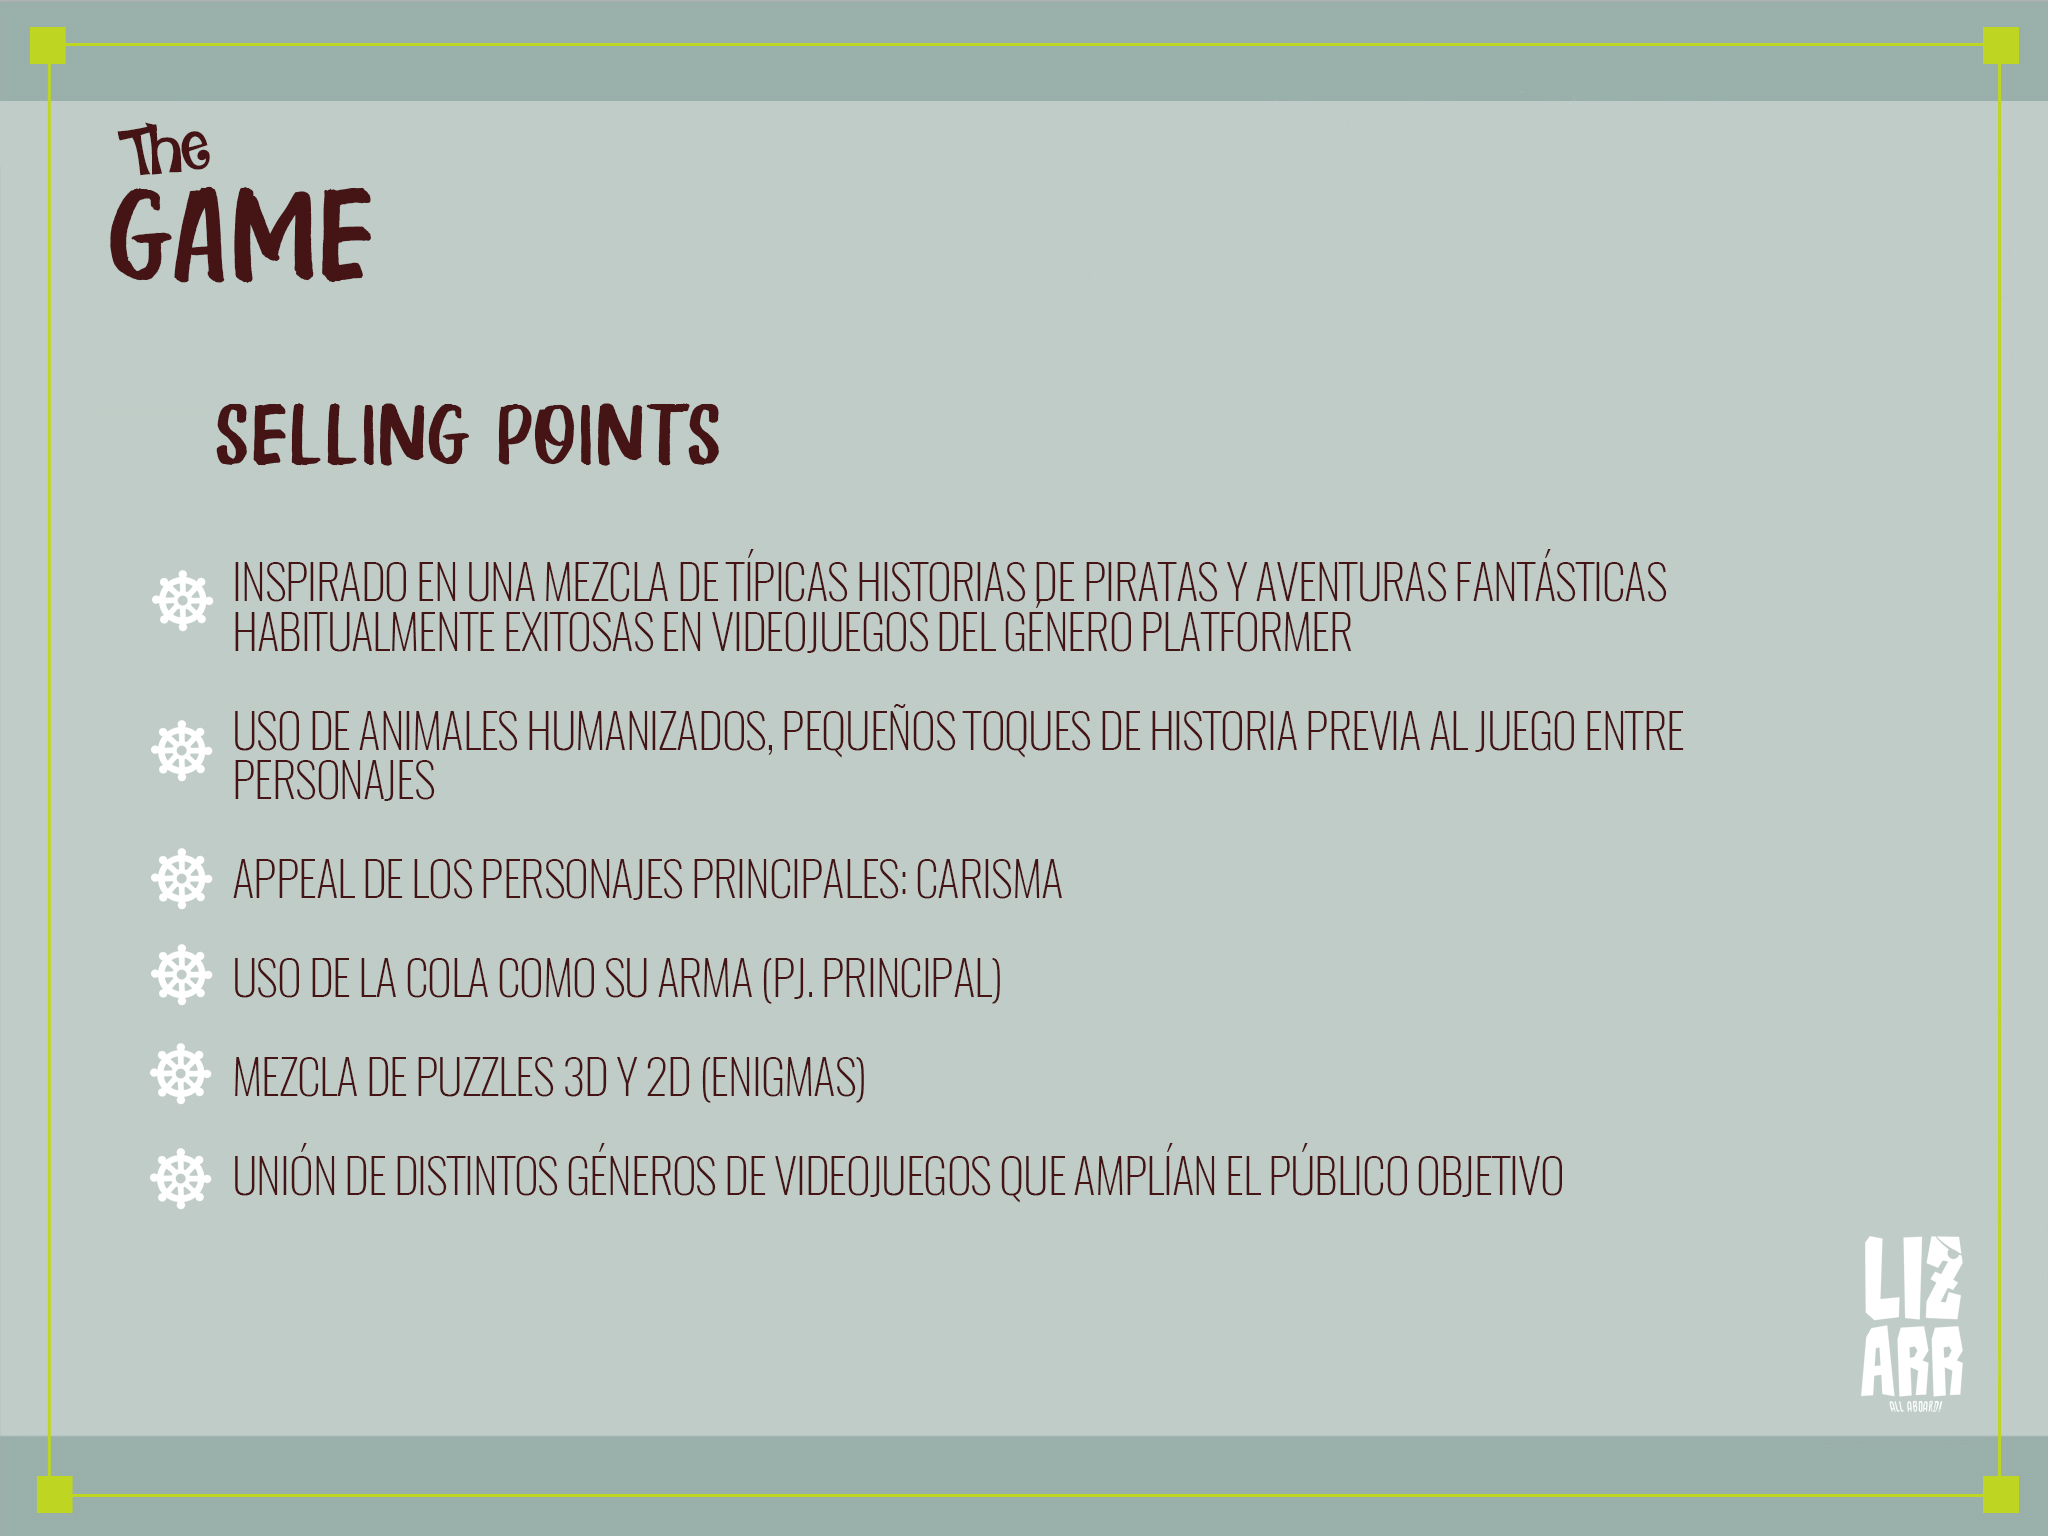 The
GAME
SELLING POINTS
INSPIRADO EN UNA MEZCLA DE TÍPICAS HISTORIAS DE PIRATAS Y AVENTURAS FANTÁSTICAS
HABITUALMENTE EXITOSAS EN VIDEOJUEGOS DEL GÉNERO PLATFORMER
USO DE ANIMALES HUMANIZADOS, PEQUEÑOS TOQUES DE HISTORIA PREVIA AL JUEGO ENTRE
PERSONAJES
APPEAL DE LOS PERSONAJES PRINCIPALES: CARISMA
USO DE LA COLA COMO SU ARMA (PJ. PRINCIPAL)
MEZCLA DE PUZZLES 3D Y 2D (ENIGMAS)
UNIÓN DE DISTINTOS GÉNEROS DE VIDEOJUEGOS QUE AMPLÍAN EL PÚBLICO OBJETIVO
LIZ
ARR
ALL ABOARD!